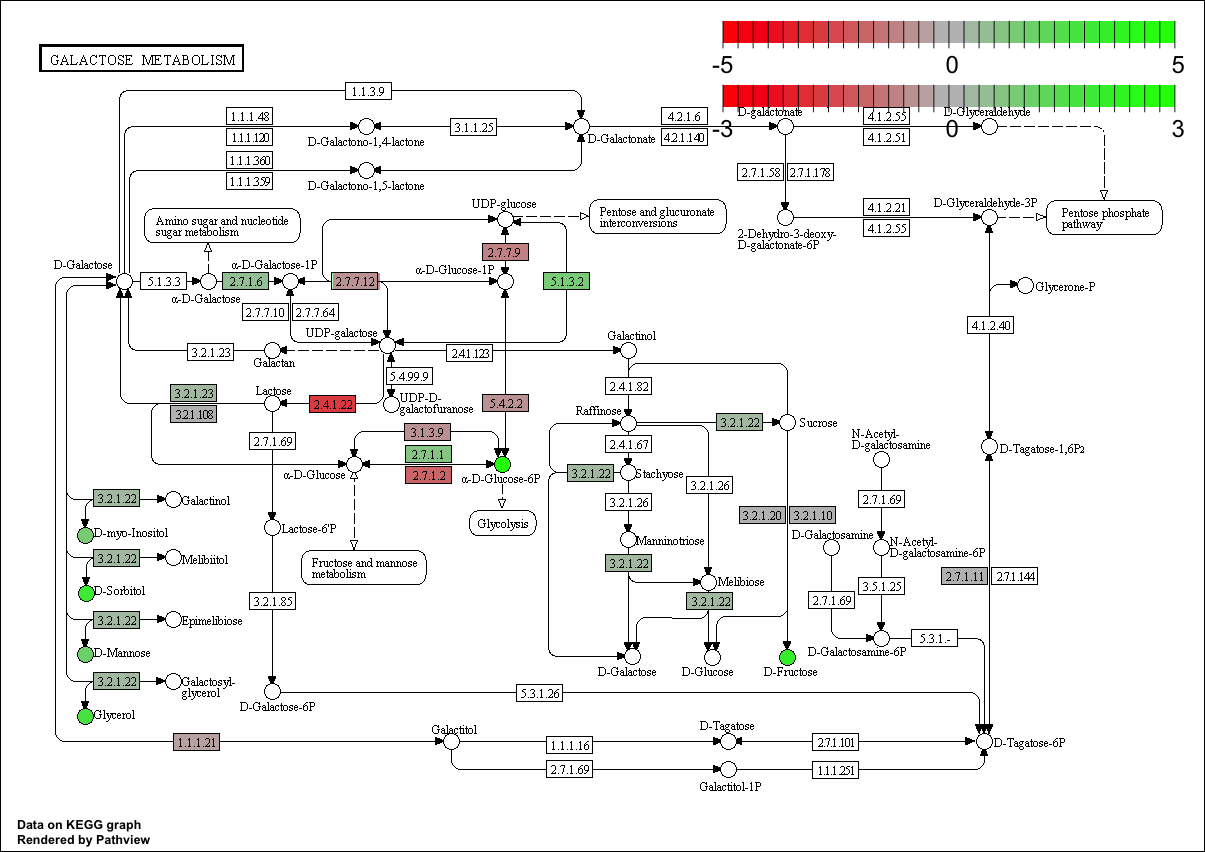 GALACTOSE METABOLISM
-5
0
5
-3
0
3
1.1.3.9
1.1.1.48
1.1.1.120
D-Galactono-1,4-lactone
3.1.1.25
D-Galactonate
4.2.1.6
4.2.1.140
D-galactonate
4.1.2.55
4.1.2.51
D-Glyceraldehyde
1.1.1.360
1.1.1.359
D-Galactono-1,5-lactone
2.7.1.58
2.7.1.178
Amino sugar and nucleotide
sugar metabolism
UDP-glucose
Pentose and glucuronate
interconversions
2-Dehydro-3-deoxy-
D-galactonate-6P
4.1.2.21
4.1.2.55
D-Glyceraldehyde-3P
Pentose phosphate
pathway
D-Galactose
5.1.3.3
α-D-Galactose
2.7.1.6
α-D-Galactose-1P
2.7.7.12
α-D-Glucose-1P
2.7.7.9
5.1.3.2
Glycerone-P
2.7.7.10
2.7.7.64
4.1.2.40
UDP-galactose
3.2.1.23
Galactan
2.4.1.123
Galactinol
5.4.99.9
UDP-D-
galactofuranose
2.4.1.82
3.2.1.23
3.2.1.108
Lactose
2.4.1.22
5.4.2.2
Raffinose
3.2.1.22
Sucrose
2.7.1.69
3.1.3.9
2.7.1.1
2.7.1.2
α-D-Glucose
α-D-Glucose-6P
2.4.1.67
3.2.1.22
Stachyose
3.2.1.26
3.2.1.26
N-Acetyl-
D-galactosamine
D-Tagatose-1,6P2
2.7.1.69
3.2.1.22
Galactinol
D-myo-Inositol
Lactose-6'P
Glycolysis
3.2.1.20
3.2.1.10
Manninotriose
D-Galactosamine
N-Acetyl-
D-galactosamine-6P
3.2.1.22
Melibiitol
D-Sorbitol
Fructose and mannose
metabolism
3.2.1.22
Melibiose
3.2.1.22
2.7.1.11
2.7.1.144
3.5.1.25
2.7.1.69
3.2.1.85
3.2.1.22
Epimelibiose
D-Mannose
D-Galactosamine-6P
5.3.1.-
D-Galactose
D-Glucose
D-Fructose
3.2.1.22
Galactosyl-
glycerol
Glycerol
D-Galactose-6P
5.3.1.26
1.1.1.21
Galactitol
1.1.1.16
D-Tagatose
2.7.1.101
D-Tagatose-6P
2.7.1.69
Galactitol-1P
1.1.1.251
Data on KEGG graph
Rendered by Pathview